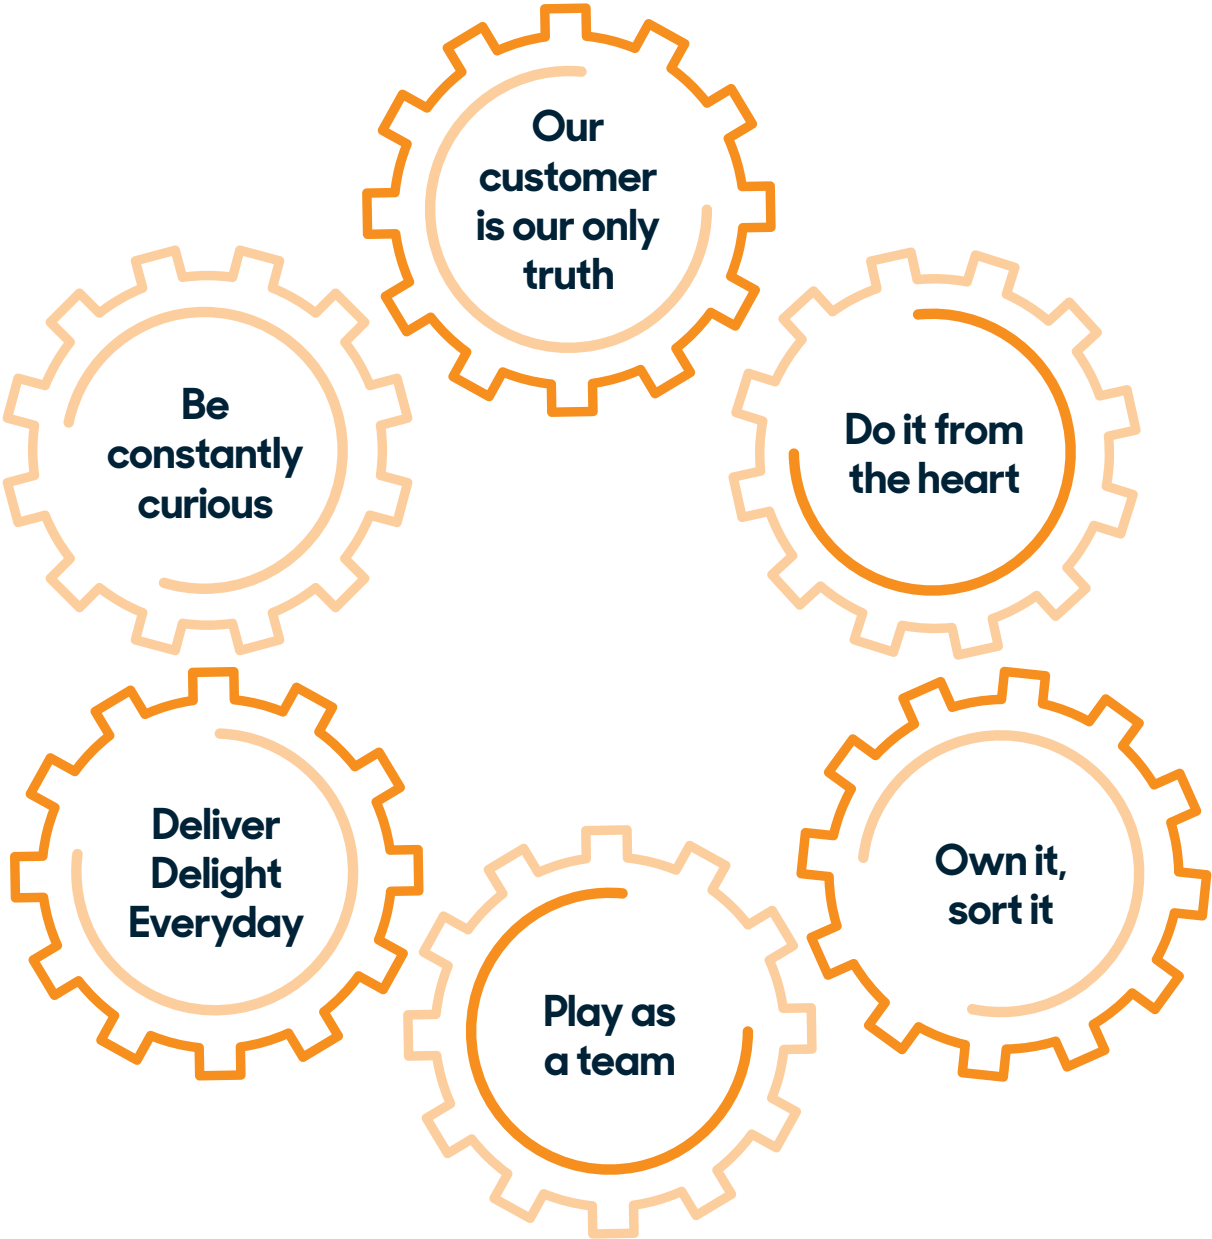 Our
customer
is our only
truth
Do it from
the heart
Own it,
sort it
Play as
a team
Deliver
Delight
Everyday
Be
constantly
curious